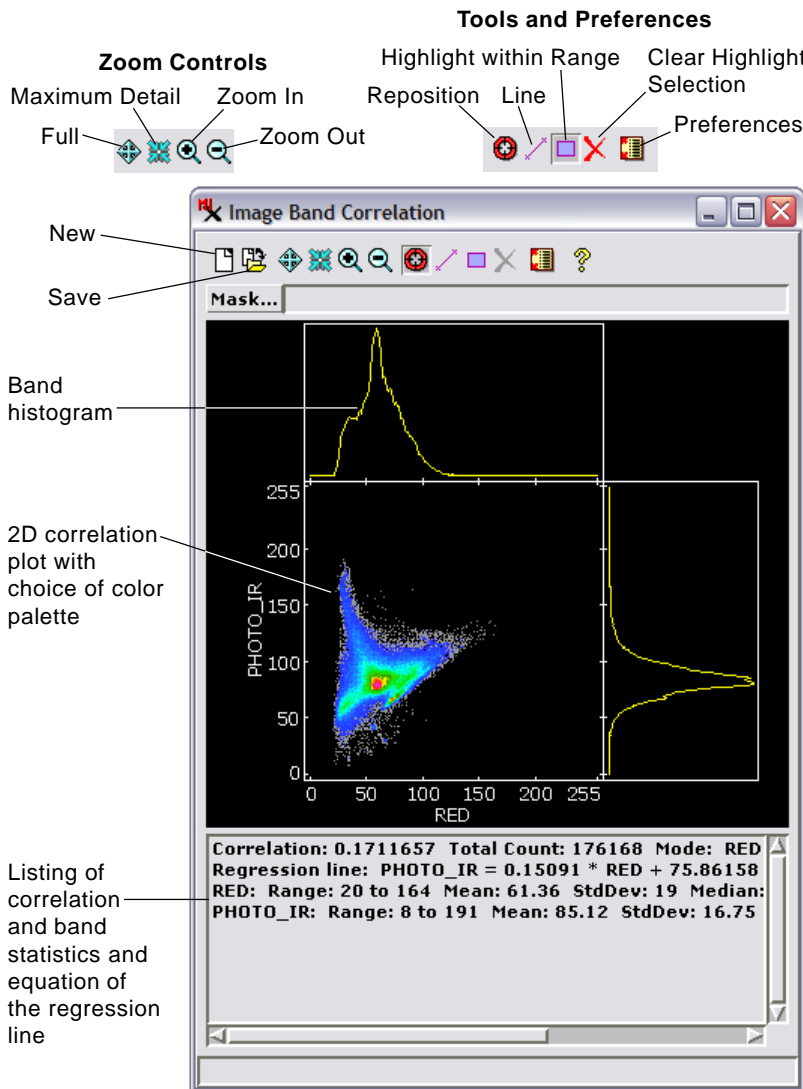 Tools and Preferences
Zoom Controls
Highlight within Range
Clear Highlight
Selection
Maximum Detail
Zoom In
Reposition
Line
Full
Zoom Out
Preferences
Image Band Correlation
New
Save
Mask...
Band
histogram
2D correlation
plot with
choice of color
palette
255
200
150
100
50
0
PHOTO_IR
0 50 100 150 200 255
RED
Listing of
correlation
and band
statistics and
equation of
the regression
line
Correlation: 0.1711657 Total Count: 176168 Mode: RED
Regression line: PHOTO_IR = 0.15091 * RED + 75.86158
RED: Range: 20 to 164 Mean: 61.36 StdDev: 19 Median:
PHOTO_IR: Range: 8 to 191 Mean: 85.12 StdDev: 16.75